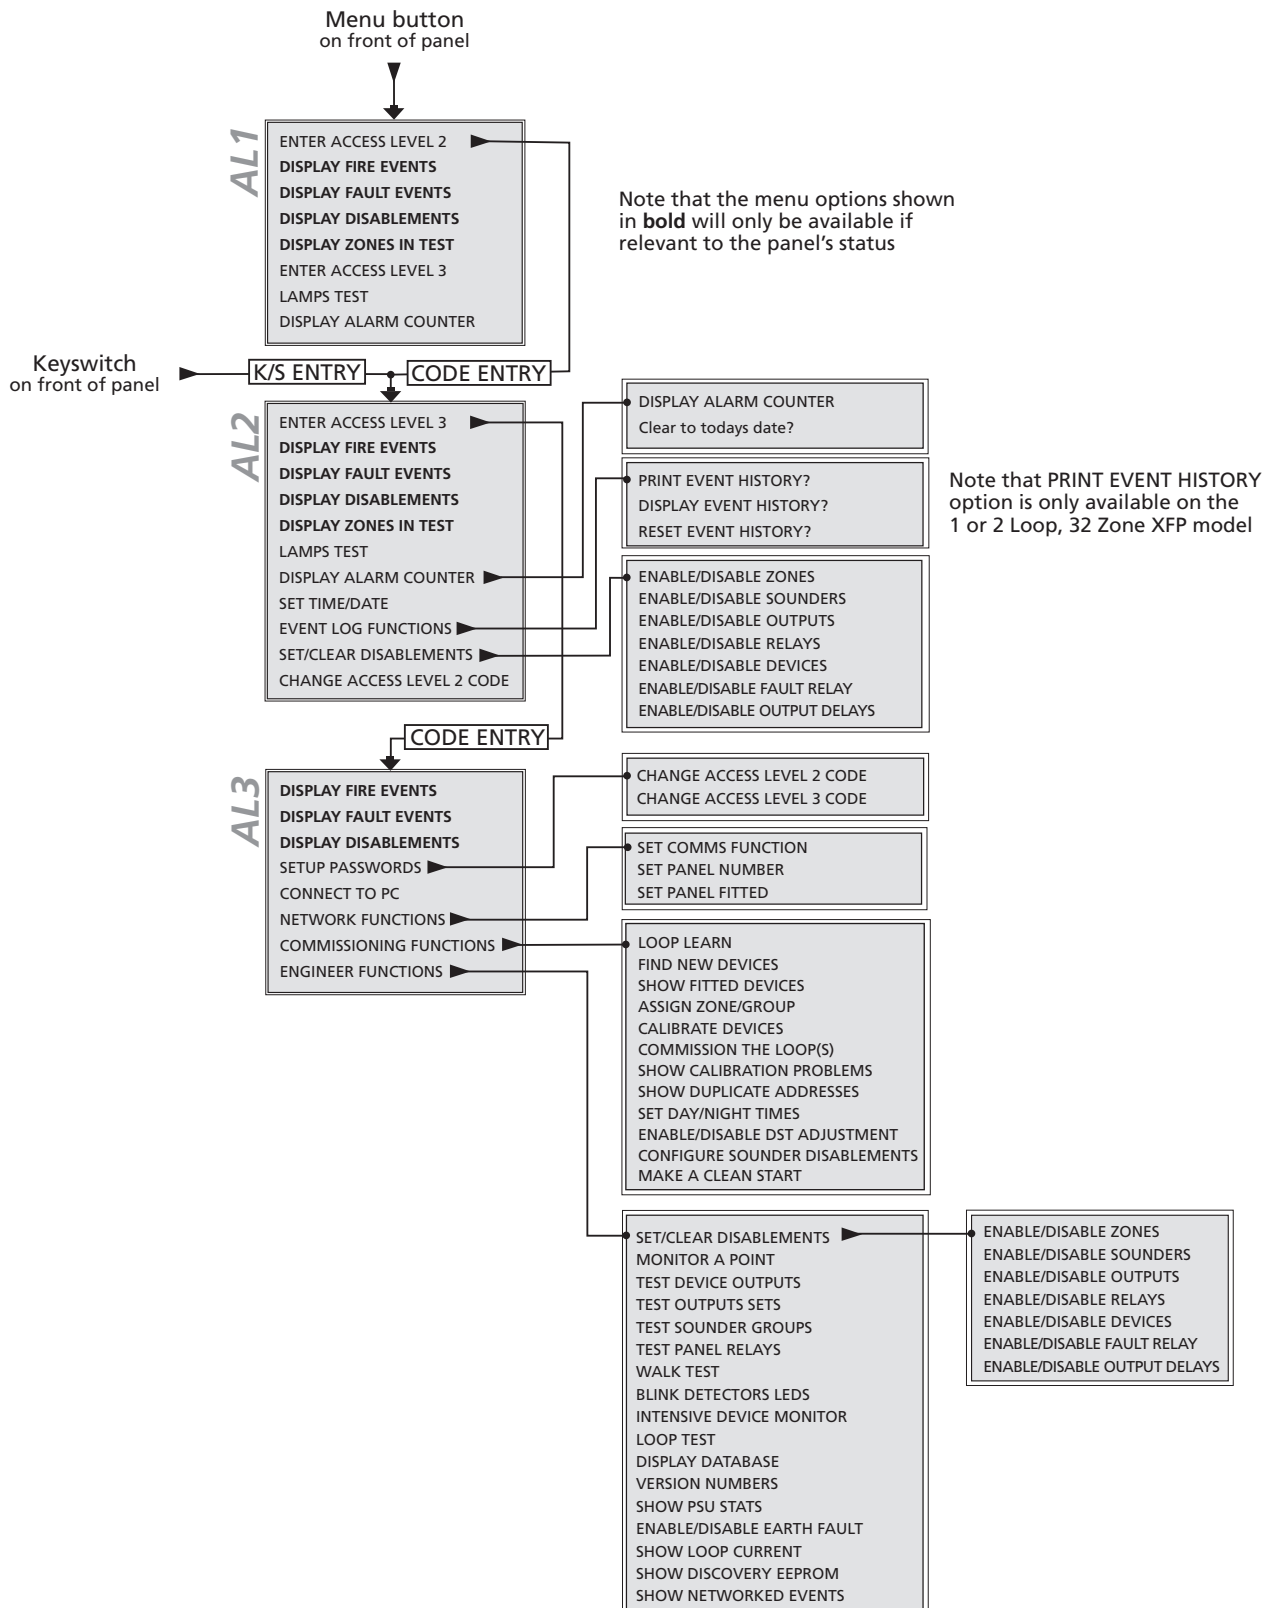 Menu button
on front of panel
AL1
ENTER ACCESS LEVEL 2
DISPLAY FIRE EVENTS
DISPLAY FAULT EVENTS
DISPLAY DISABLEMENTS
DISPLAY ZONES IN TEST
ENTER ACCESS LEVEL 3
LAMPS TEST
DISPLAY ALARM COUNTER
Note that the menu options shown
in bold will only be available if
relevant to the panel's status
Keyswitch
on front of panel
K/S ENTRY
CODE ENTRY
AL2
ENTER ACCESS LEVEL 3
DISPLAY FIRE EVENTS
DISPLAY FAULT EVENTS
DISPLAY DISABLEMENTS
DISPLAY ZONES IN TEST
LAMPS TEST
DISPLAY ALARM COUNTER
SET TIME/DATE
EVENT LOG FUNCTIONS
SET/CLEAR DISABLEMENTS
CHANGE ACCESS LEVEL 2 CODE
DISPLAY ALARM COUNTER
Clear to todays date?
PRINT EVENT HISTORY?
DISPLAY EVENT HISTORY?
RESET EVENT HISTORY?
Note that PRINT EVENT HISTORY
option is only available on the
1 or 2 Loop, 32 Zone XFP model
ENABLE/DISABLE ZONES
ENABLE/DISABLE SOUNDERS
ENABLE/DISABLE OUTPUTS
ENABLE/DISABLE RELAYS
ENABLE/DISABLE DEVICES
ENABLE/DISABLE FAULT RELAY
ENABLE/DISABLE OUTPUT DELAYS
CODE ENTRY
AL3
DISPLAY FIRE EVENTS
DISPLAY FAULT EVENTS
DISPLAY DISABLEMENTS
SETUP PASSWORDS
CONNECT TO PC
NETWORK FUNCTIONS
COMMISSIONING FUNCTIONS
ENGINEER FUNCTIONS
CHANGE ACCESS LEVEL 2 CODE
CHANGE ACCESS LEVEL 3 CODE
SET COMMS FUNCTION
SET PANEL NUMBER
SET PANEL FITTED
LOOP LEARN
FIND NEW DEVICES
SHOW FITTED DEVICES
ASSIGN ZONE/GROUP
CALIBRATE DEVICES
COMMISSION THE LOOP(S)
SHOW CALIBRATION PROBLEMS
SHOW DUPLICATE ADDRESSES
SET DAY/NIGHT TIMES
ENABLE/DISABLE DST ADJUSTMENT
CONFIGURE SOUNDER DISABLEMENTS
MAKE A CLEAN START
SET/CLEAR DISABLEMENTS
MONITOR A POINT
TEST DEVICE OUTPUTS
TEST OUTPUTS SETS
TEST SOUNDER GROUPS
TEST PANEL RELAYS
WALK TEST
BLINK DETECTORS LEDS
INTENSIVE DEVICE MONITOR
LOOP TEST
DISPLAY DATABASE
VERSION NUMBERS
SHOW PSU STATS
ENABLE/DISABLE EARTH FAULT
SHOW LOOP CURRENT
SHOW DISCOVERY EEPROM
SHOW NETWORKED EVENTS
ENABLE/DISABLE ZONES
ENABLE/DISABLE SOUNDERS
ENABLE/DISABLE OUTPUTS
ENABLE/DISABLE RELAYS
ENABLE/DISABLE DEVICES
ENABLE/DISABLE FAULT RELAY
ENABLE/DISABLE OUTPUT DELAYS